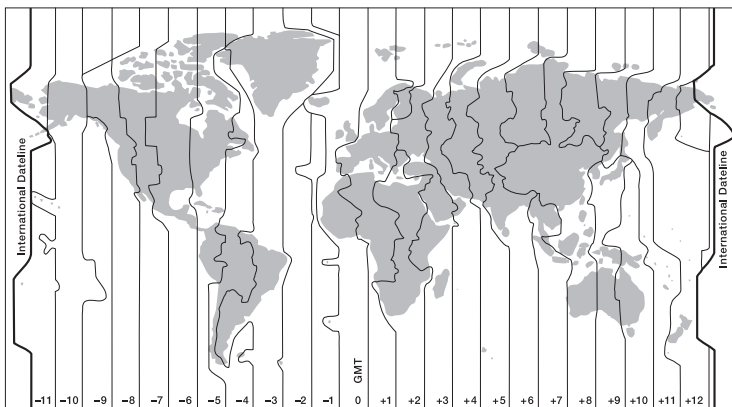 International Dateline
International Dateline
GMT
−11 −10 −9 −8 −7 −6 −5 −4 −3 −2 −1 0 +1 +2 +3 +4 +5 +6 +7 +8 +9 +10 +11 +12